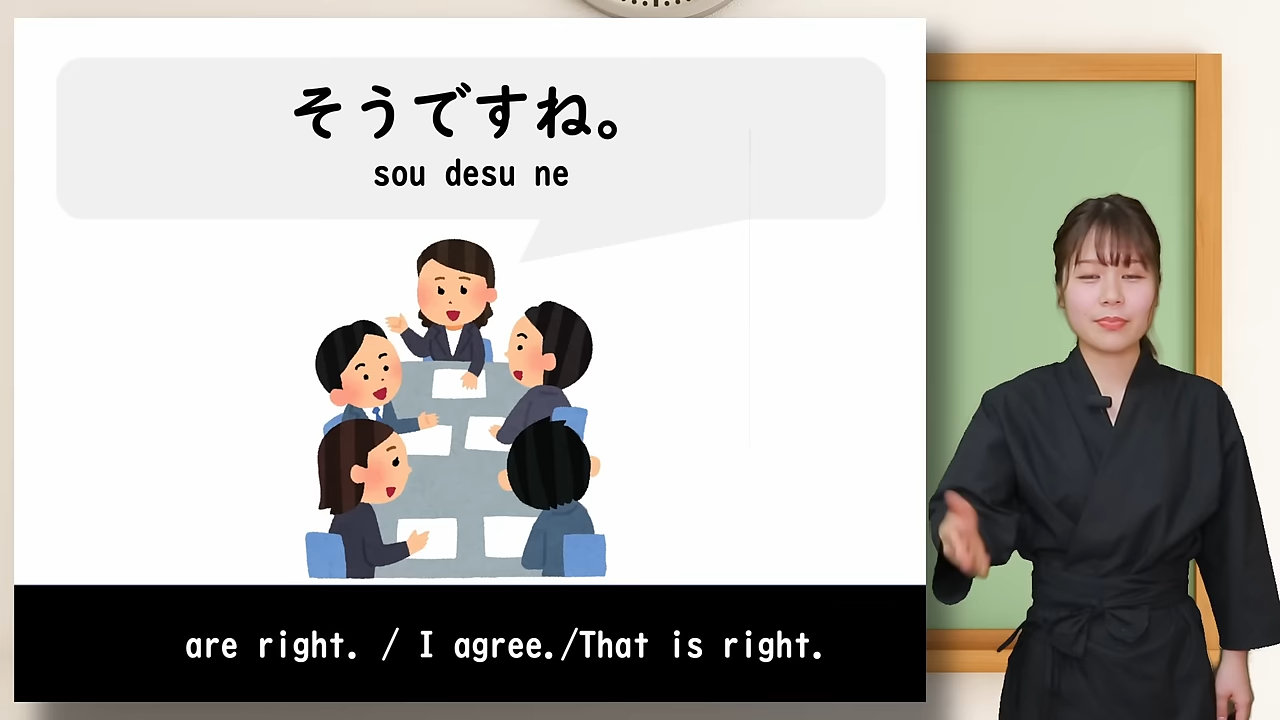 そうですね。
sou desu ne
are right. / I agree./That is right.